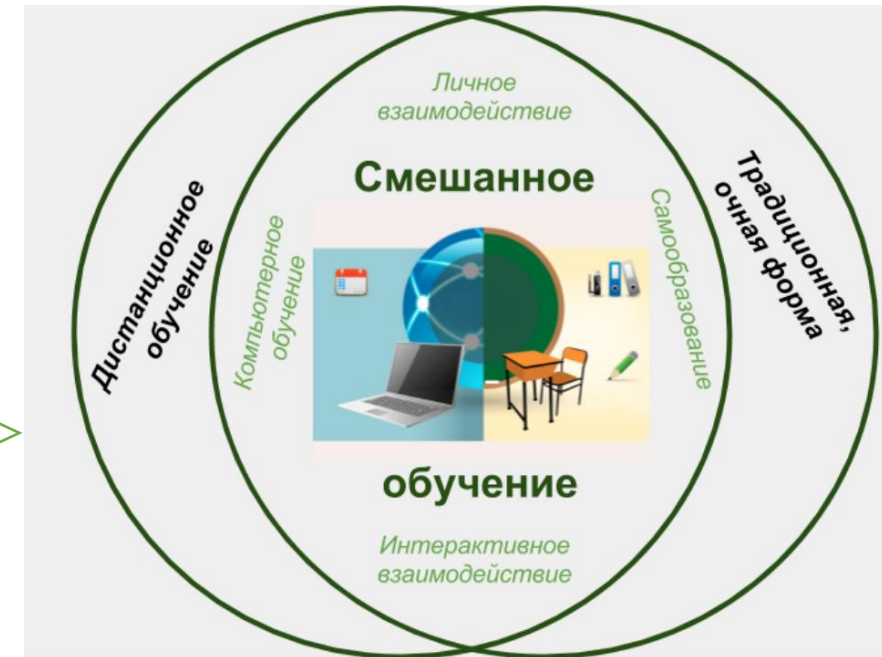 Личное
взаимодействие
Смешанное
Дистанционное
обучение
Компьютерное
обучение
Самообразование
Традиционная,
очная форма
обучение
Интерактивное
взаимодействие